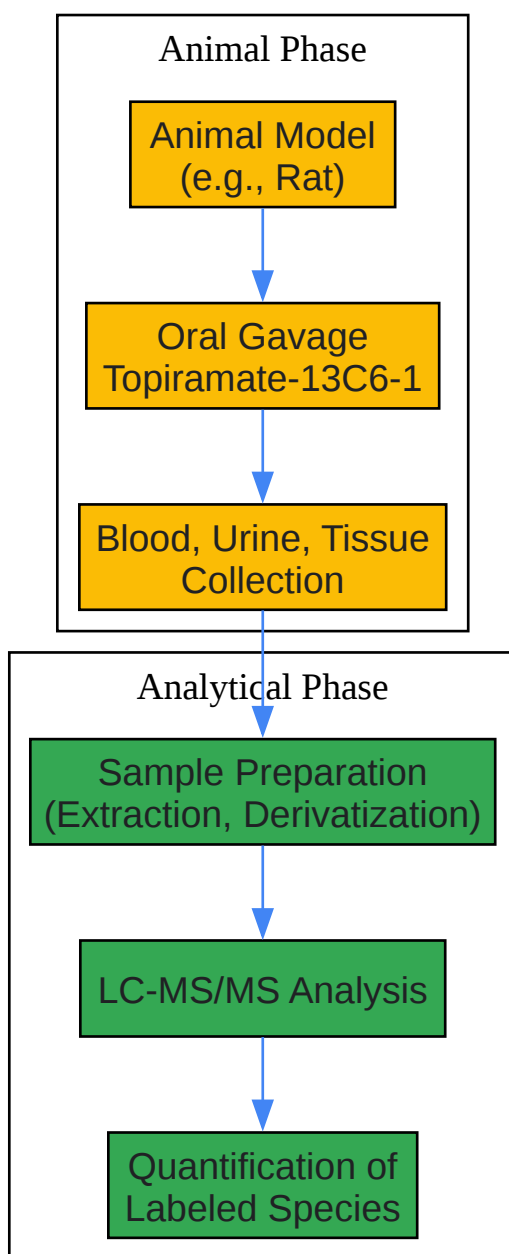 Animal Phase
Animal Model
(e.g., Rat)
Oral Gavage
Topiramate-13C6-1
Blood, Urine, Tissue
Collection
Analytical Phase
Sample Preparation
(Extraction, Derivatization)
LC-MS/MS Analysis
Quantification of
Labeled Species